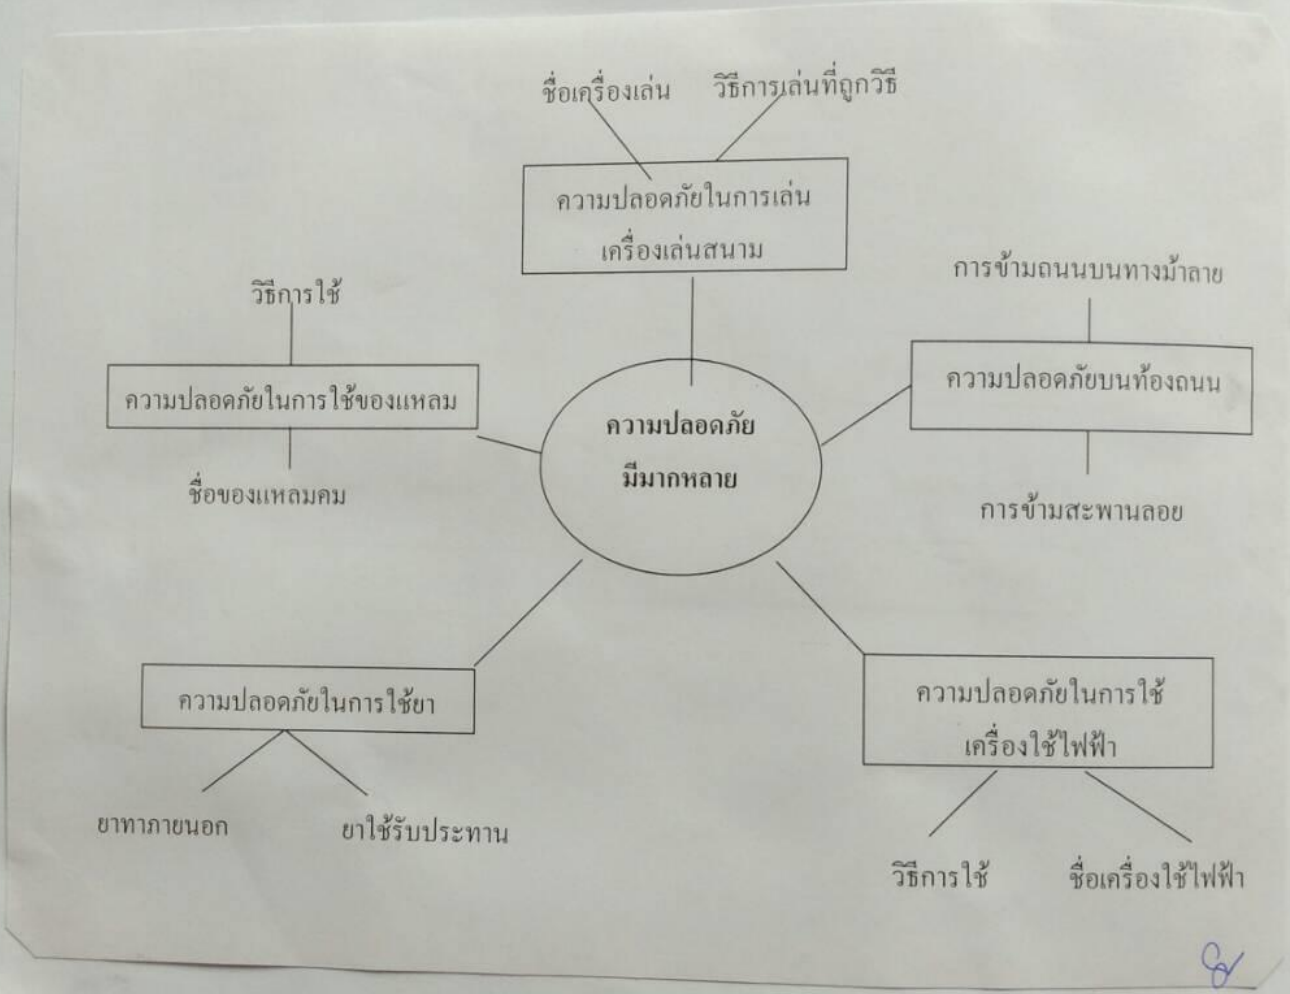 ชื่อเครื่องเล่น
วิธีการเล่นที่ถูกวิธี
ความปลอดภัยในการเล่น
เครื่องเล่นสนาม
การข้ามถนนบนทางม้าลาย
วิธีการใช้
ความปลอดภัยบนท้องถนน
ความปลอดภัยในการใช้ของแหลม
ความปลอดภัย
มีมากหลาย
ชื่อของแหลมคม
การข้ามสะพานลอย
ความปลอดภัยในการใช้ยา
ความปลอดภัยในการใช้
เครื่องใช้ไฟฟ้า
ยาทาภายนอก
ยาใช้รับประทาน
วิธีการใช้
ชื่อเครื่องใช้ไฟฟ้า